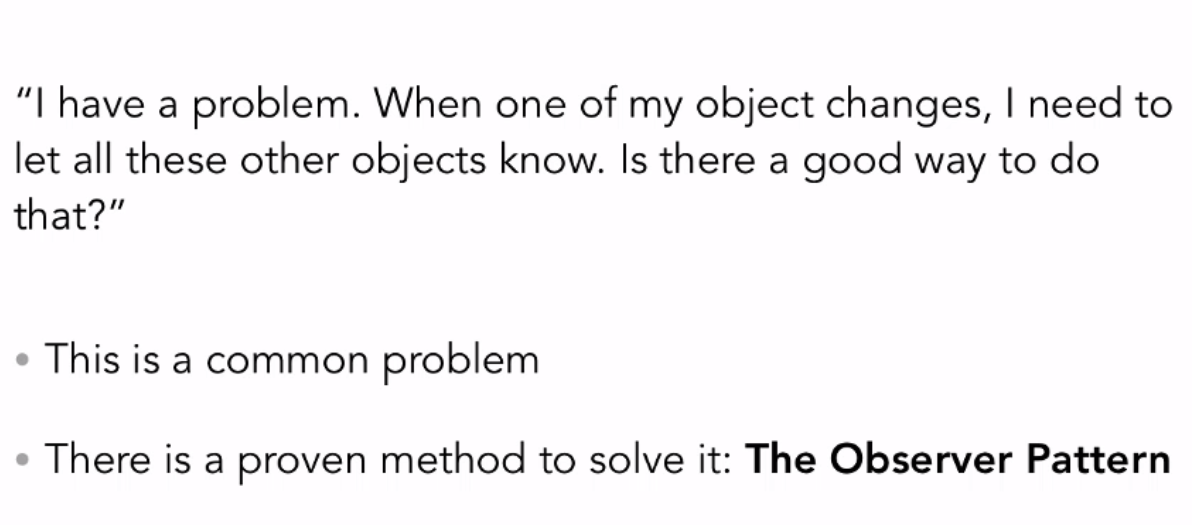 “I have a problem. When one of my object changes, I need to
let all these other objects know. Is there a good way to do
that?”
• This is a common problem
• There is a proven method to solve it: The Observer Pattern